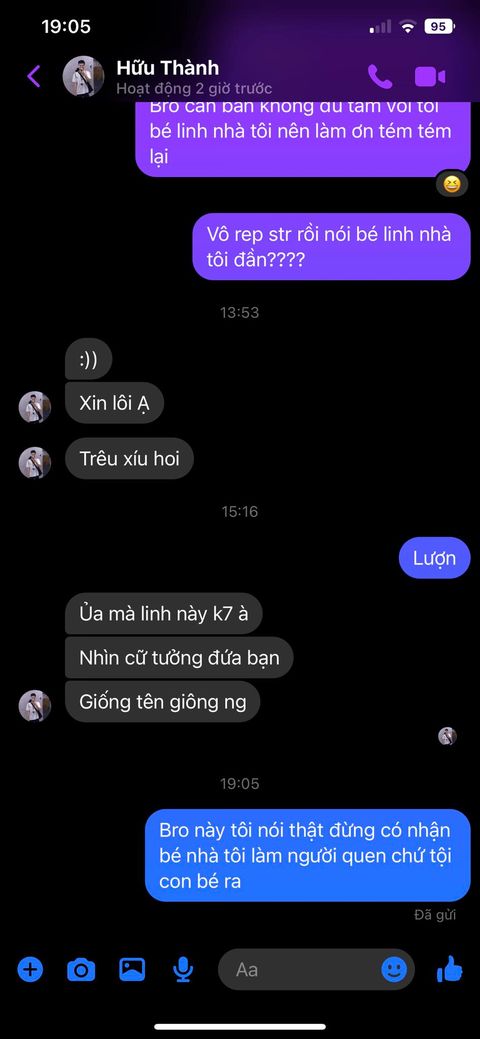 19:05
95
Hữu Thành
Hoạt động 2 giờ trước
Bro căn bản không đủ tầm với tới
bé linh nhà tôi nên làm ơn tém tém
lại
Vô rep str rồi nói bé linh nhà
tôi đần????
13:53
:))
Xin lôi Ạ
Trêu xíu hoi
15:16
Lượn
Ủa mà linh này k7 à
Nhìn cữ tưởng đứa bạn
Giống tên giông ng
19:05
Bro này tôi nói thật đừng có nhận
bé nhà tôi làm người quen chứ tội
con bé ra
Đã gửi
Aa